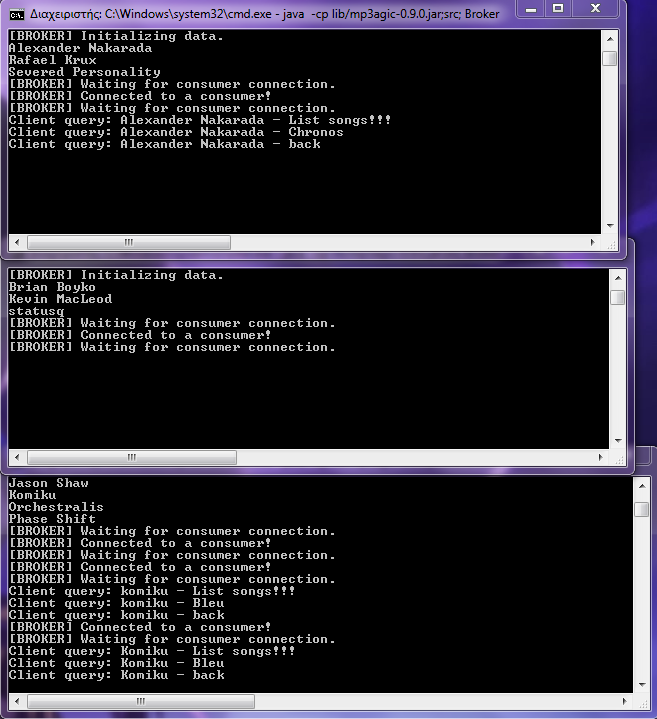 Διαχειριστής: C:\Windows\system32\cmd.exe - java  -cp lib/mp3agic-0.9.0.jar;src; Broker
[BROKER] Initializing data.
Alexander Nakarada
Rafael Krux
Severed Personality
[BROKER] Waiting for consumer connection.
[BROKER] Connected to a consumer!
[BROKER] Waiting for consumer connection.
Client query: Alexander Nakarada - List songs!!!
Client query: Alexander Nakarada - Chronos
Client query: Alexander Nakarada - back
[BROKER] Initializing data.
Brian Boyko
Kevin MacLeod
statusq
[BROKER] Waiting for consumer connection.
[BROKER] Connected to a consumer!
[BROKER] Waiting for consumer connection.
Jason Shaw
Komiku
Orchestralis
Phase Shift
[BROKER] Waiting for consumer connection.
[BROKER] Connected to a consumer!
[BROKER] Waiting for consumer connection.
[BROKER] Connected to a consumer!
[BROKER] Waiting for consumer connection.
Client query: komiku - List songs!!!
Client query: komiku - Bleu
Client query: komiku - back
[BROKER] Connected to a consumer!
[BROKER] Waiting for consumer connection.
Client query: Komiku - List songs!!!
Client query: Komiku - Bleu
Client query: Komiku - back